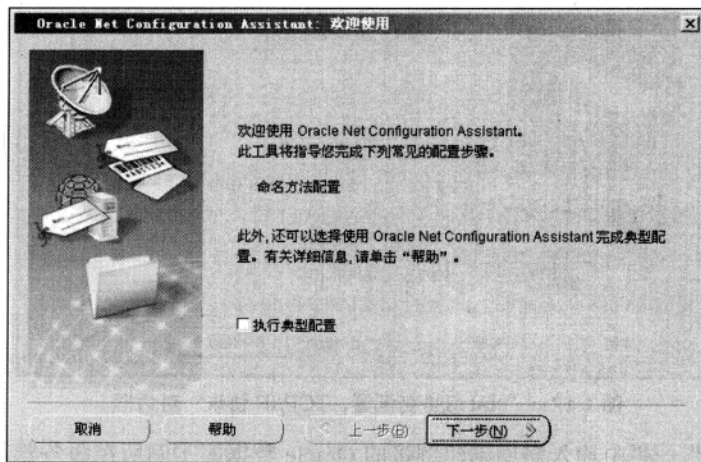 Oracle Net Configuration Assistant: 欢迎使用
欢迎使用 Oracle Net Configuration Assistant。
此工具将指导您完成下列常见的配置步骤。
命名方法配置
此外,还可以选择使用 Oracle Net Configuration Assistant 完成典型配
置。有关详细信息,请单击“帮助”。
执行典型配置
取消 帮助 < 上一步(B) 下一步(N) >>